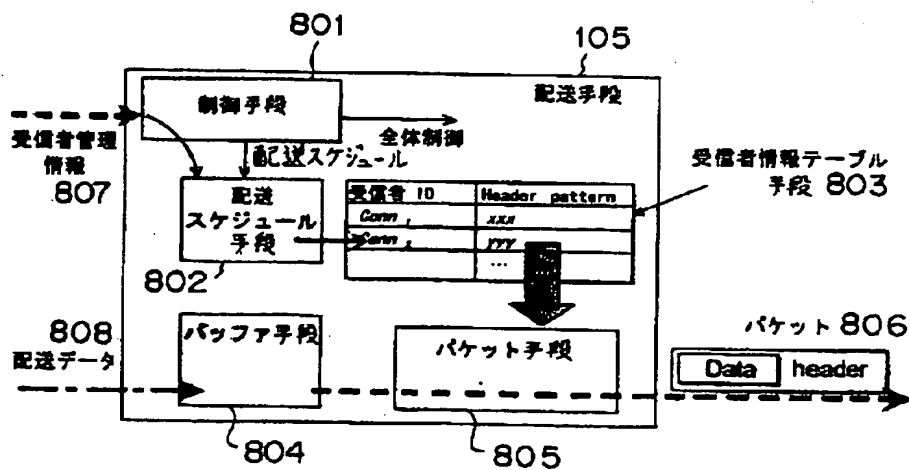 801
105
制御手段
配送手段
全体制御
受信者管理
情報
807
配送スケジュール
受信者情報テーブル
手段 803
配送
スケジュール
手段
802
受信者 ID Header pattern
Conn 1 xxx
Conn 2 yyy
...
808
配送データ
バッファ手段
パケット手段
パケット 806
Data header
804
805